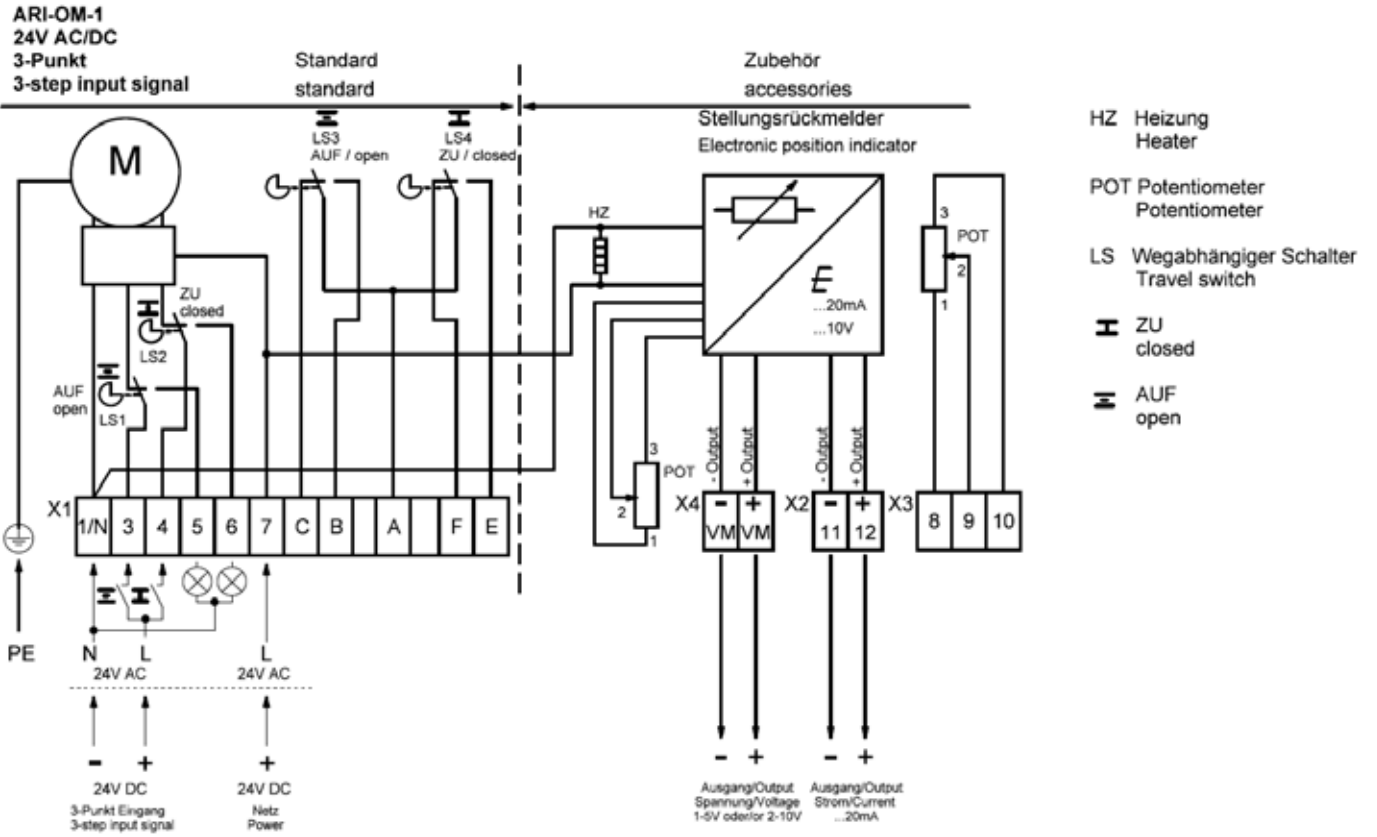 ARI-OM-1
24V AC/DC
3-Punkt
3-step input signal
Standard
standard
Zubehör
accessories
Stellungsrückmelder
Electronic position indicator
LS3
AUF / open
LS4
ZU / closed
M
HZ
E
...20mA
...10V
3
POT
2
1
ZU
closed
LS2
AUF
open
LS1
3
POT
2
1
- Output
+ Output
- Output
+ Output
X1
1/N 3 4 5 6 7 C B A F E
X4
- +
VM VM
X2
- +
11 12
X3
8 9 10
PE
N L
24V AC
L
24V AC
- +
24V DC
3-Punkt Eingang
3-step input signal
+
24V DC
Netz
Power
- +
Ausgang/Output
Spannung/Voltage
1-5V oder/or 2-10V
- +
Ausgang/Output
Strom/Current
...20mA
HZ Heizung
Heater
POT Potentiometer
Potentiometer
LS Wegabhängiger Schalter
Travel switch
ZU
closed
AUF
open